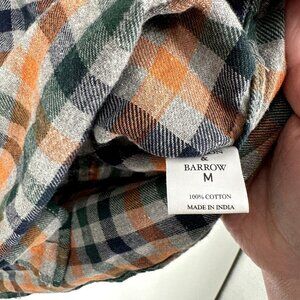 &
BARROW
M
100% COTTON
MADE IN INDIA